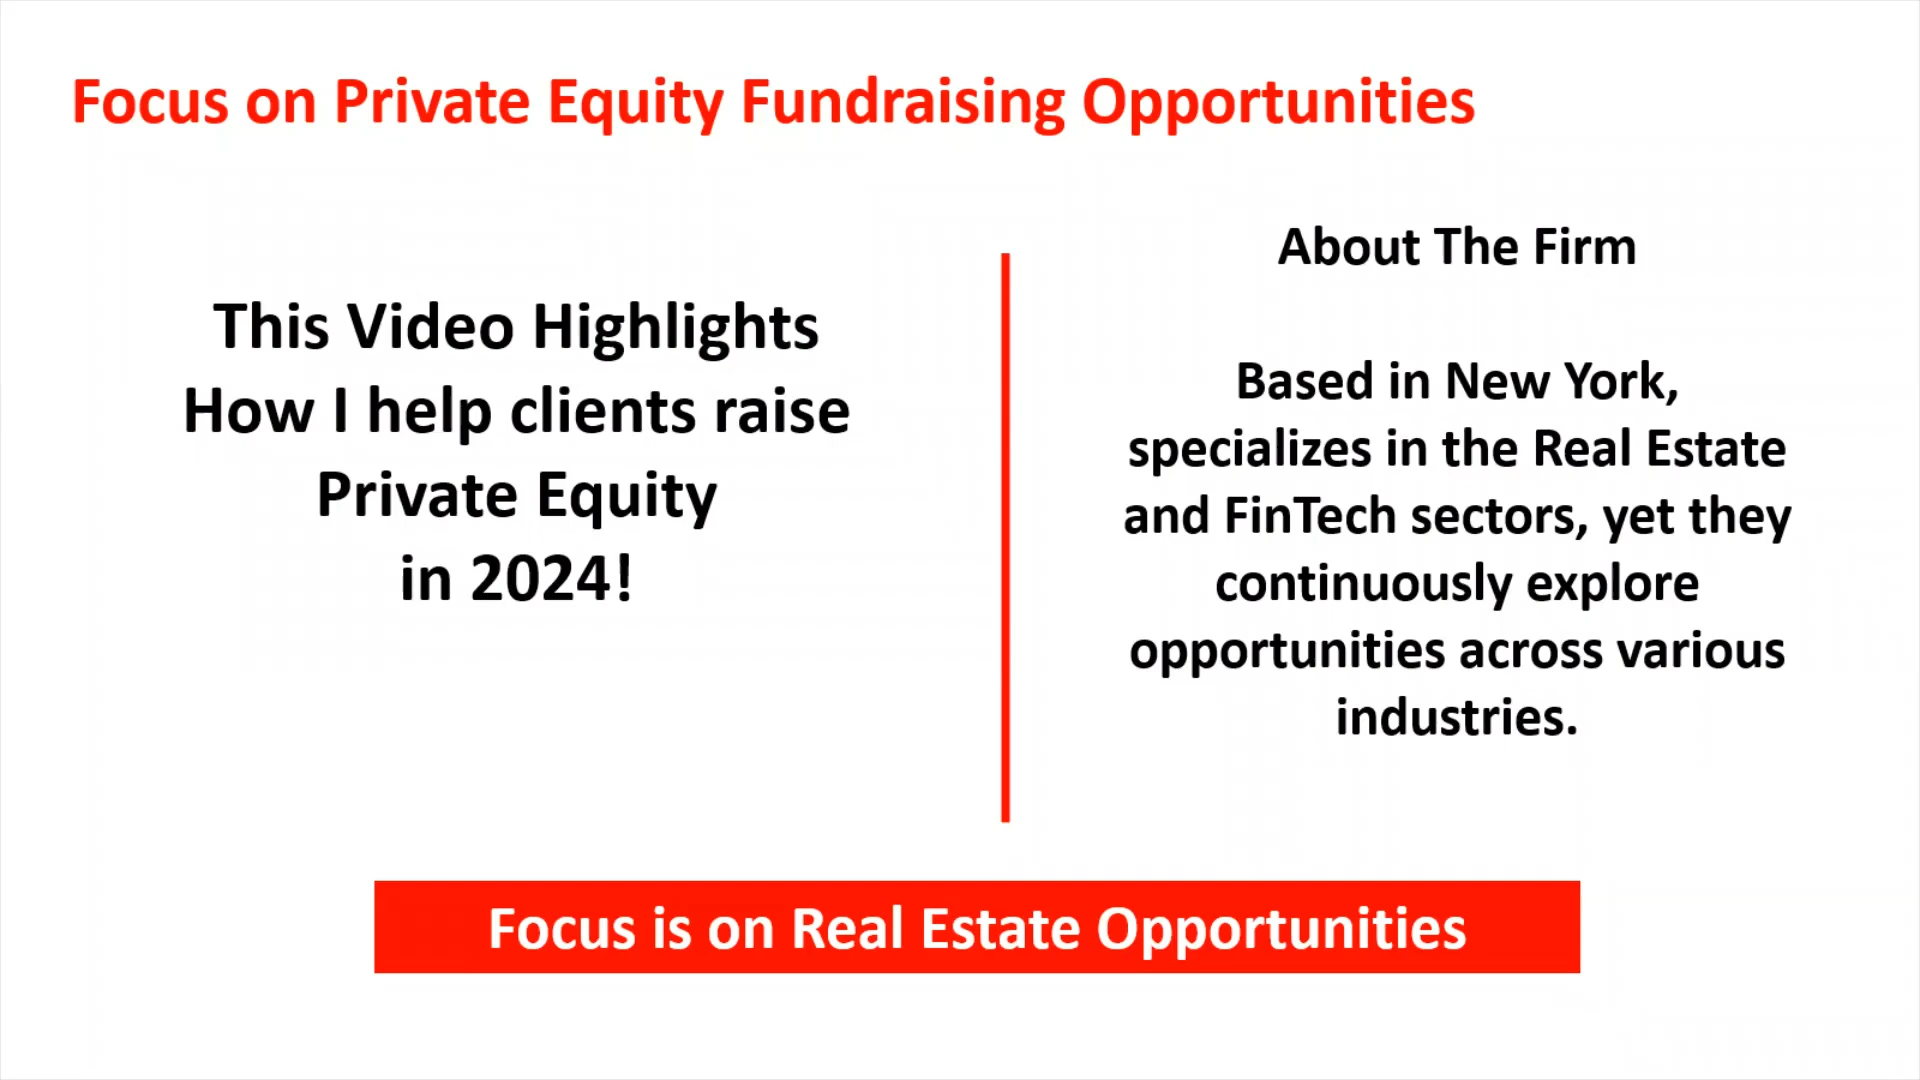 Focus on Private Equity Fundraising Opportunities
This Video Highlights
How I help clients raise
Private Equity
in 2024!
About The Firm
Based in New York,
specializes in the Real Estate
and FinTech sectors, yet they
continuously explore
opportunities across various
industries.
Focus is on Real Estate Opportunities